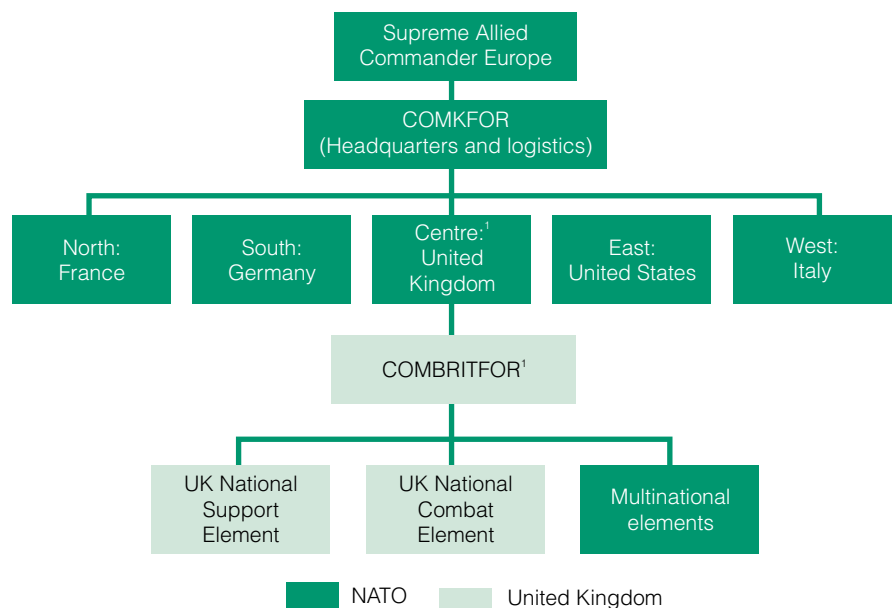 Supreme Allied
Commander Europe
COMKFOR
(Headquarters and logistics)
North:
France
South:
Germany
Centre:¹
United
Kingdom
East:
United States
West:
Italy
COMBRITFOR¹
UK National
Support
Element
UK National
Combat
Element
Multinational
elements
NATO
United Kingdom